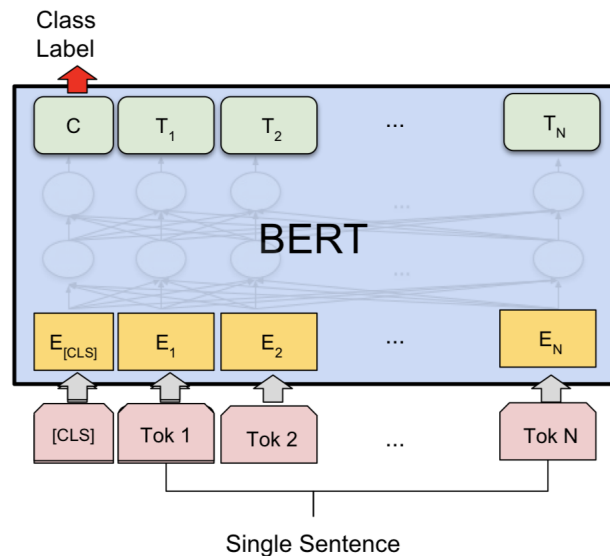 Class
Label
C T1 T2 ... TN
...
BERT
...
E[CLS] E1 E2 ... EN
[CLS] Tok 1 Tok 2 ... Tok N
Single Sentence